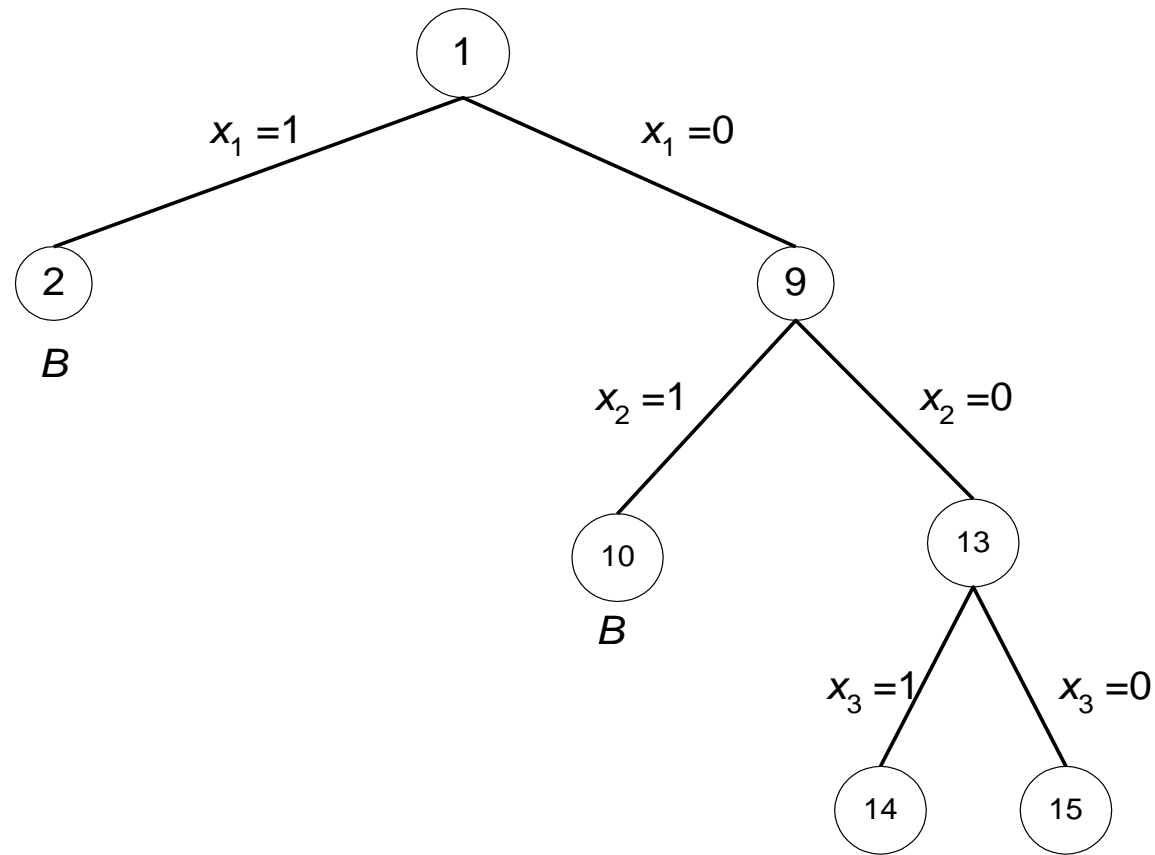 1
x₁ =1
x₁ =0
2
9
B
x₂ =1
x₂ =0
10
13
B
x₃ =1
x₃ =0
14
15